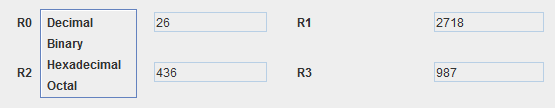 R0 Decimal 26 R1 2718
Binary
Hexadecimal
R2 436 R3 987
Octal